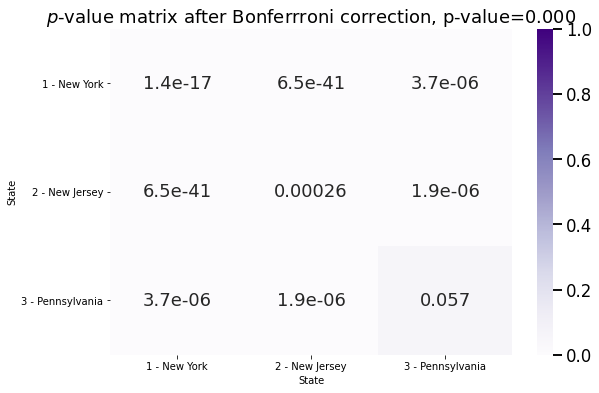 p-value matrix after Bonferrroni correction, p-value=0.000
1 - New York 1.4e-17 6.5e-41 3.7e-06
2 - New Jersey 6.5e-41 0.00026 1.9e-06
3 - Pennsylvania 3.7e-06 1.9e-06 0.057
State
1 - New York 2 - New Jersey 3 - Pennsylvania
State
1.0
0.8
0.6
0.4
0.2
0.0